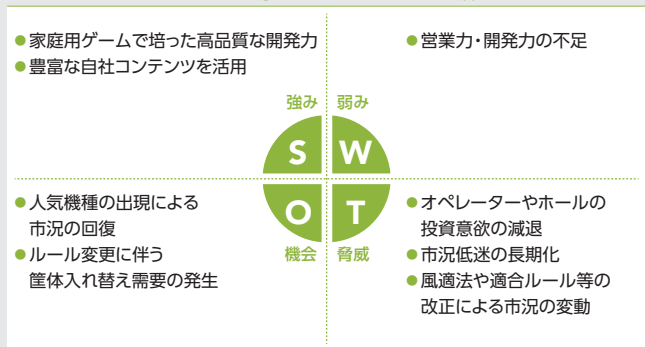 ●家庭用ゲームで培った高品質な開発力
●豊富な自社コンテンツを活用
●営業力・開発力の不足
強み 弱み
S W
O T
機会 脅威
●人気機種の出現による
市況の回復
●ルール変更に伴う
筐体入れ替え需要の発生
●オペレーターやホールの
投資意欲の減退
●市況低迷の長期化
●風適法や適合ルール等の
改正による市況の変動